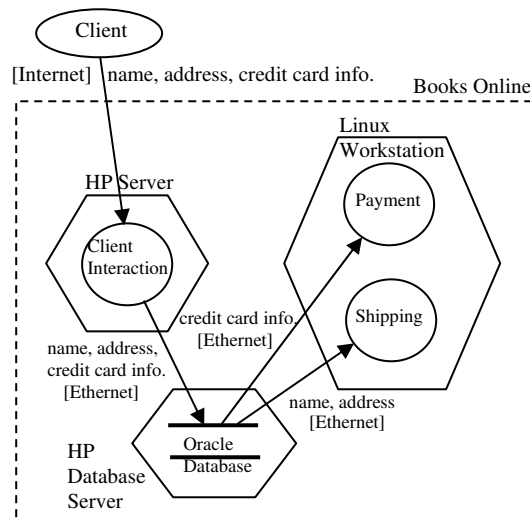 Client
[Internet] name, address, credit card info.
Books Online
Linux
Workstation
HP Server
Payment
Client
Interaction
Shipping
credit card info.
[Ethernet]
name, address,
credit card info.
[Ethernet]
name, address
[Ethernet]
HP
Database
Server
Oracle
Database